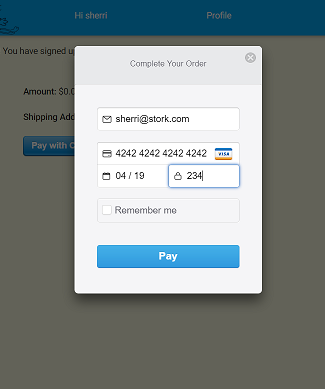 Hi sherri Profile
You have signed u
Complete Your Order
Amount: $0.0
sherri@stork.com
Shipping Add
4242 4242 4242 4242 VISA
Pay with C
04 / 19 234
Remember me
Pay